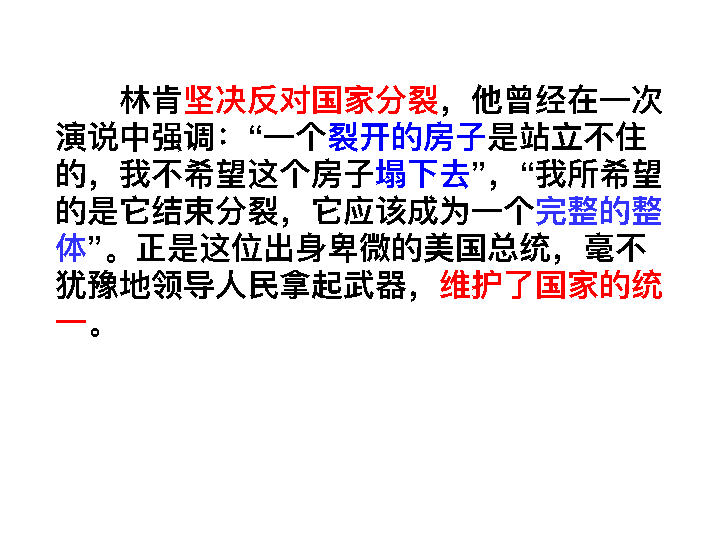 林肯坚决反对国家分裂，他曾经在一次
演说中强调：“一个裂开的房子是站立不住
的，我不希望这个房子塌下去”，“我所希望
的是它结束分裂，它应该成为一个完整的整
体”。正是这位出身卑微的美国总统，毫不
犹豫地领导人民拿起武器，维护了国家的统
一。